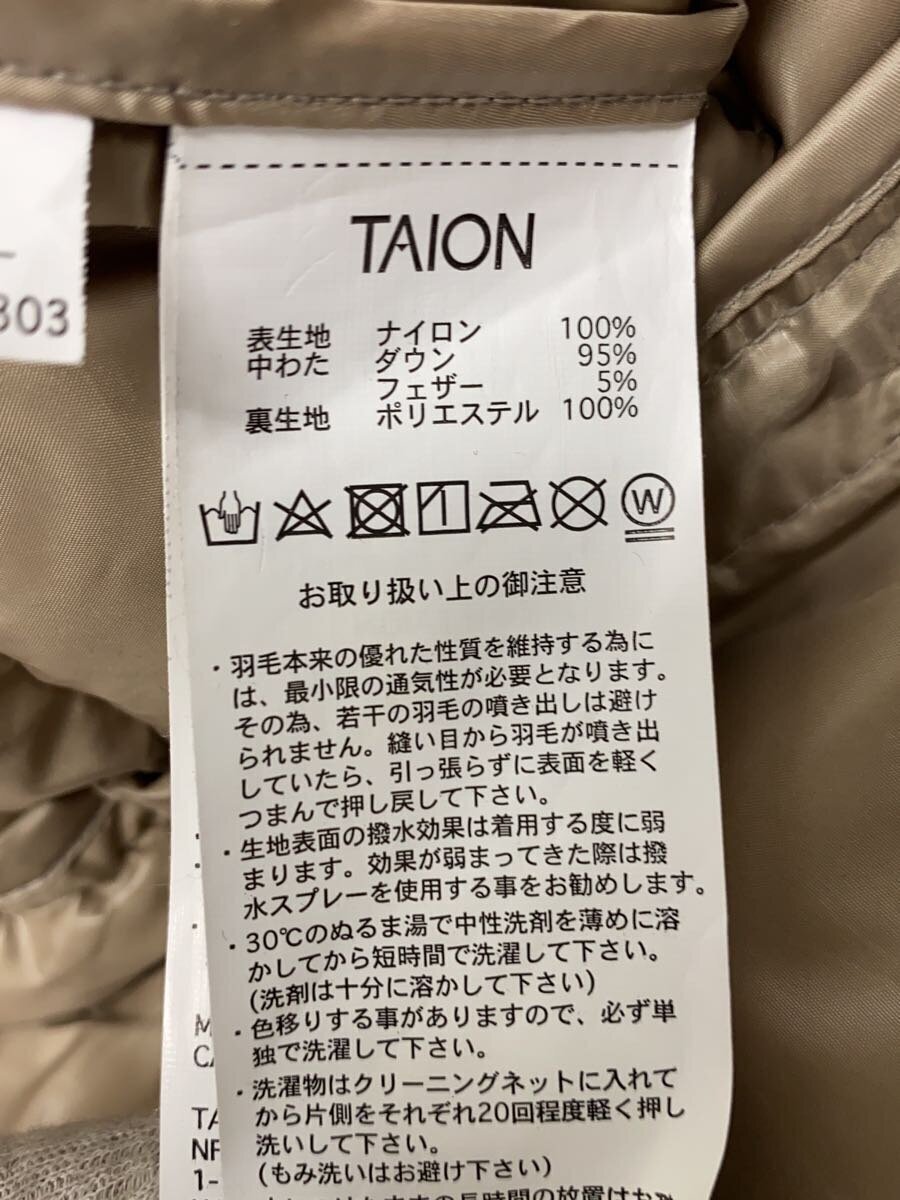 303
TAION
表生地 ナイロン 100%
中わた ダウン 95%
フェザー 5%
裏生地 ポリエステル 100%
W
お取り扱い上の御注意
・羽毛本来の優れた性質を維持する為に
は、最小限の通気性が必要となります。
その為、若干の羽毛の噴き出しは避け
られません。縫い目から羽毛が噴き出
していたら、引っ張らずに表面を軽く
つまんで押し戻して下さい。
・生地表面の撥水効果は着用する度に弱
まります。効果が弱まってきた際は撥
水スプレーを使用する事をお勧めします。
・30℃のぬるま湯で中性洗剤を薄めに溶
かしてから短時間で洗濯して下さい。
(洗剤は十分に溶かして下さい)
・色移りする事がありますので、必ず単
独で洗濯して下さい。
・洗濯物はクリーニングネットに入れて
から片側をそれぞれ20回程度軽く押し
洗いして下さい。
(もみ洗いはお避け下さい)
の長時間の放置は
M
CA
TA
NF
1-